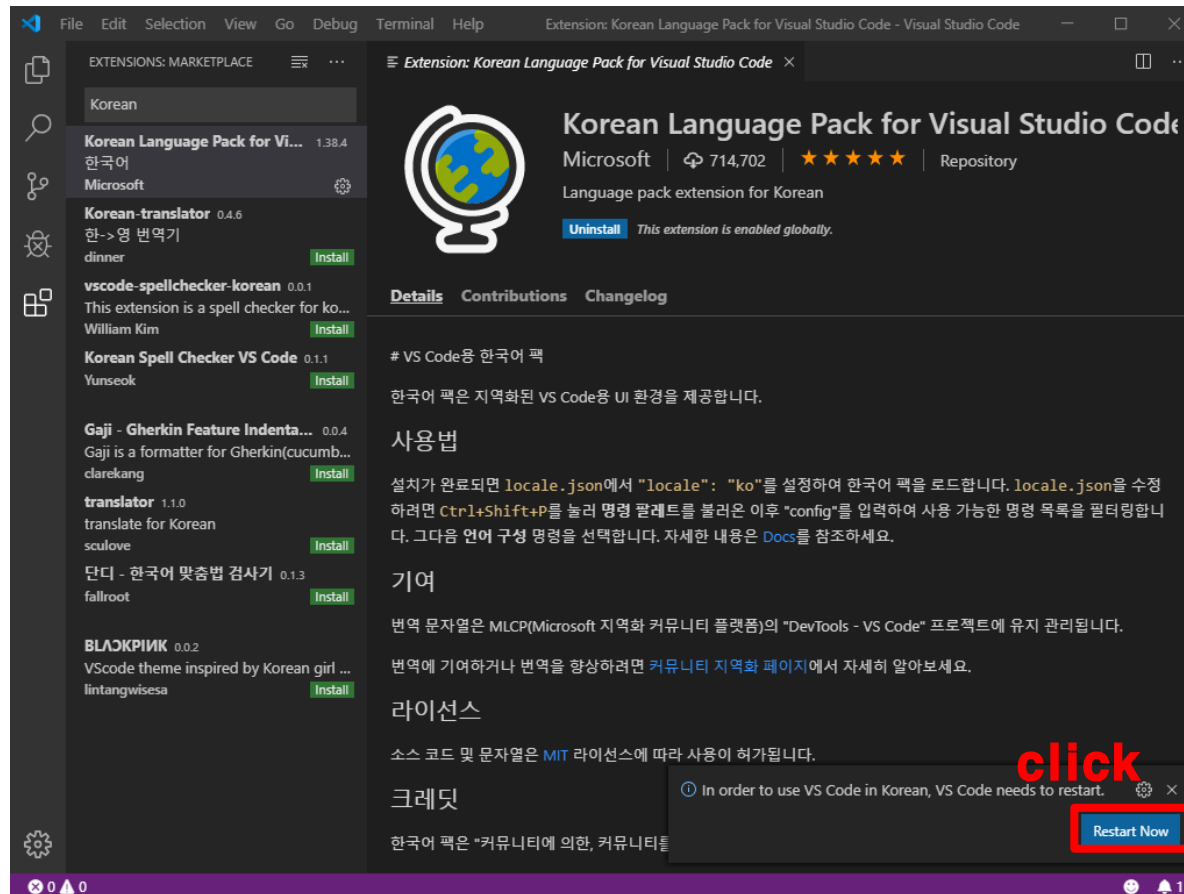 File Edit Selection View Go Debug Terminal Help Extension: Korean Language Pack for Visual Studio Code - Visual Studio Code
EXTENSIONS: MARKETPLACE
Korean
Korean Language Pack for Vi... 1.38.4
한국어
Microsoft
Korean-translator 0.4.6
한->영 번역기
dinner Install
vscode-spellchecker-korean 0.0.1
This extension is a spell checker for ko...
William Kim Install
Korean Spell Checker VS Code 0.1.1
Yunseok Install
Gaji - Gherkin Feature Indenta... 0.0.4
Gaji is a formatter for Gherkin(cucumb...
clarekang Install
translator 1.1.0
translate for Korean
sculove Install
단디 - 한국어 맞춤법 검사기 0.1.3
fallroot Install
BLAƆKPIИK 0.0.2
VScode theme inspired by Korean girl ...
lintangwisesa Install
Extension: Korean Language Pack for Visual Studio Code
Korean Language Pack for Visual Studio Code
Microsoft 714,702 ★★★★★ Repository
Language pack extension for Korean
Uninstall This extension is enabled globally.
Details Contributions Changelog
# VS Code용 한국어 팩
한국어 팩은 지역화된 VS Code용 UI 환경을 제공합니다.
사용법
설치가 완료되면 locale.json에서 "locale": "ko"를 설정하여 한국어 팩을 로드합니다. locale.json을 수정
하려면 Ctrl+Shift+P를 눌러 명령 팔레트를 불러온 이후 "config"를 입력하여 사용 가능한 명령 목록을 필터링합니
다. 그다음 언어 구성 명령을 선택합니다. 자세한 내용은 Docs를 참조하세요.
기여
번역 문자열은 MLCP(Microsoft 지역화 커뮤니티 플랫폼)의 "DevTools - VS Code" 프로젝트에 유지 관리됩니다.
번역에 기여하거나 번역을 향상하려면 커뮤니티 지역화 페이지에서 자세히 알아보세요.
라이선스
소스 코드 및 문자열은 MIT 라이선스에 따라 사용이 허가됩니다.
크레딧
한국어 팩은 "커뮤니티에 의한, 커뮤니티를
click
In order to use VS Code in Korean, VS Code needs to restart.
Restart Now
0 0 1